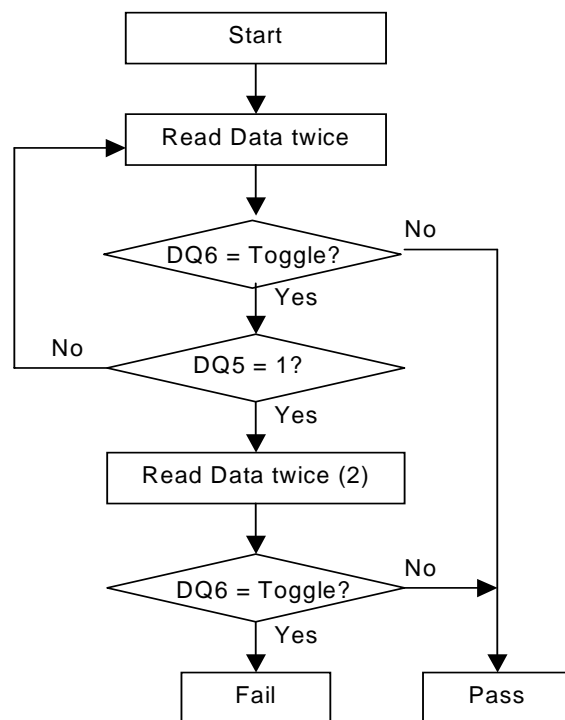 Start
Read Data twice
No
DQ6 = Toggle?
Yes
No
DQ5 = 1?
Yes
Read Data twice (2)
No
DQ6 = Toggle?
Yes
Fail
Pass